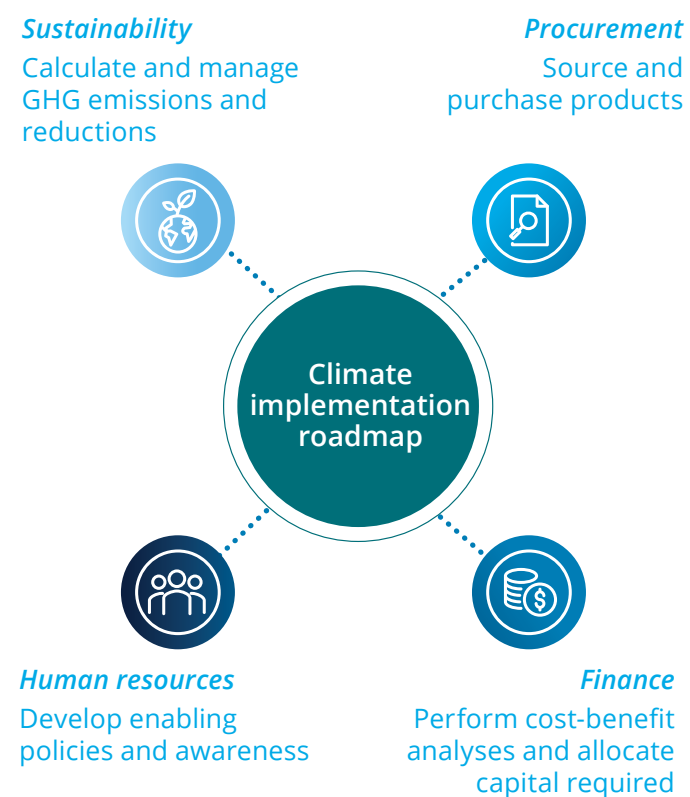 Sustainability
Calculate and manage
GHG emissions and
reductions
Procurement
Source and
purchase products
Climate
implementation
roadmap
$
Human resources
Develop enabling
policies and awareness
Finance
Perform cost-benefit
analyses and allocate
capital required